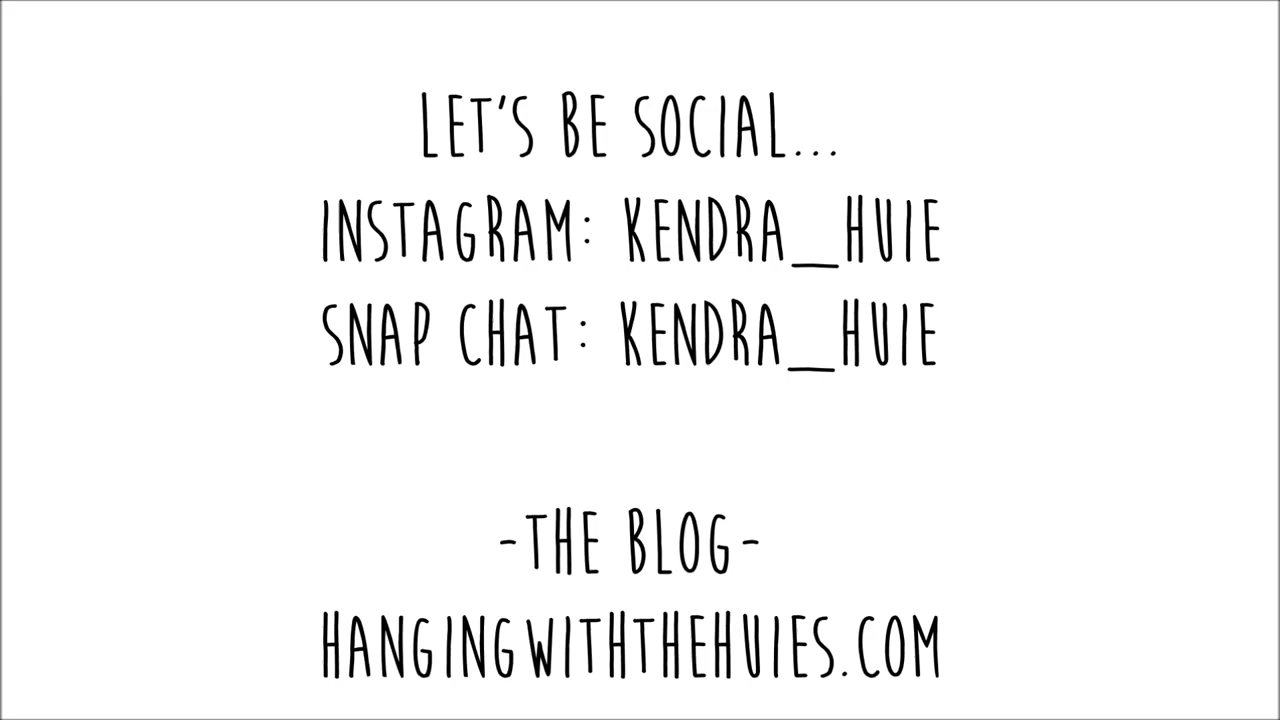 LET'S BE SOCIAL...
INSTAGRAM: KENDRA_HUIE
SNAP CHAT: KENDRA_HUIE
-THE BLOG-
HANGINGWITHTHEHUIES.COM